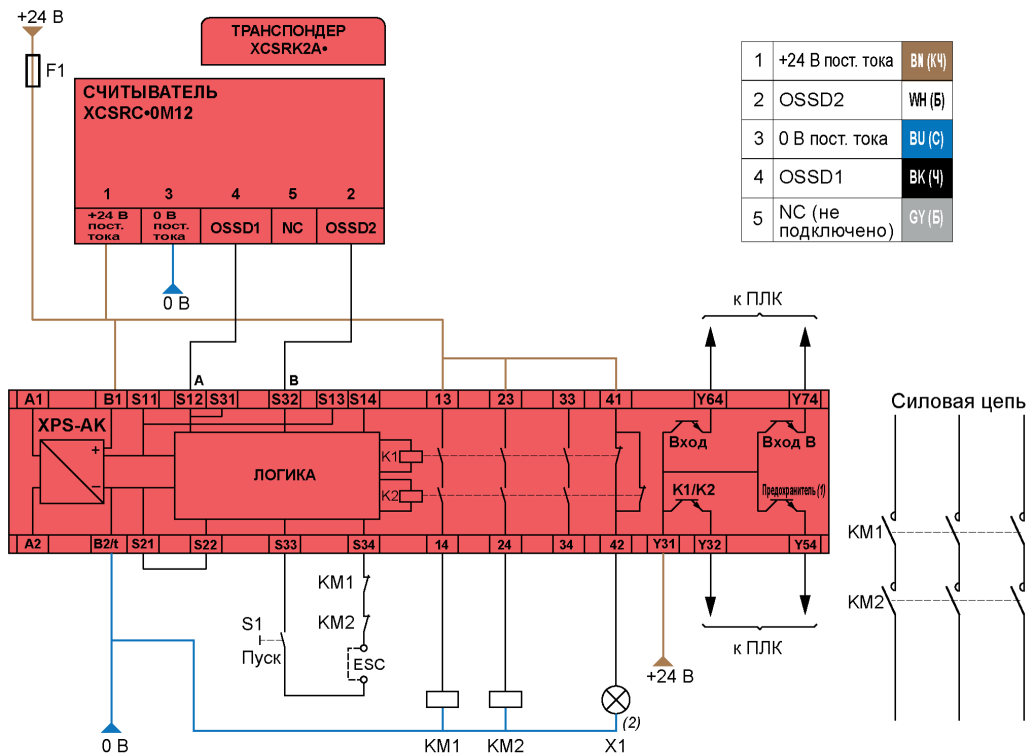 +24 В
F1
ТРАНСПОНДЕР
XCSRK2A•
СЧИТЫВАТЕЛЬ
XCSRC•0M12
1 3 4 5 2
+24 В пост. тока
0 В пост. тока
OSSD1
NC
OSSD2
1 +24 В пост. тока BN (КЧ)
2 OSSD2 WH (Б)
3 0 В пост. тока BU (С)
4 OSSD1 BK (Ч)
5 NC (не подключено) GY (Б)
0 В
к ПЛК
A B
A1 B1 S11 S12 S31 S32 S13 S14 13 23 33 41 Y64 Y74
XPS-AK
+
−
ЛОГИКА
K1
K2
Вход
Вход B
K1/K2
Предохранитель (1)
A2 B2/t S21 S22 S33 S34 14 24 34 42 Y31 Y32 Y54
Силовая цепь
KM1
KM2
KM1
KM2
S1
Пуск
ESC
+24 В
к ПЛК
0 В
KM1
KM2
X1
(2)